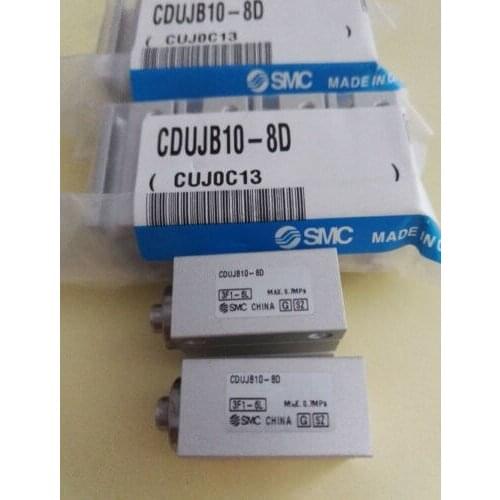 CDUJB10-8D
( CUJ0C13 )
SMC MADE IN
CDUJB10-8D
( CUJ0C13 )
SMC MADE IN
CDUJB10-8D
3F1-6L MAX. 0.7MPa
SMC CHINA G SZ
CDUJB10-8D
3F1-6L MAX. 0.7MPa
SMC CHINA G SZ